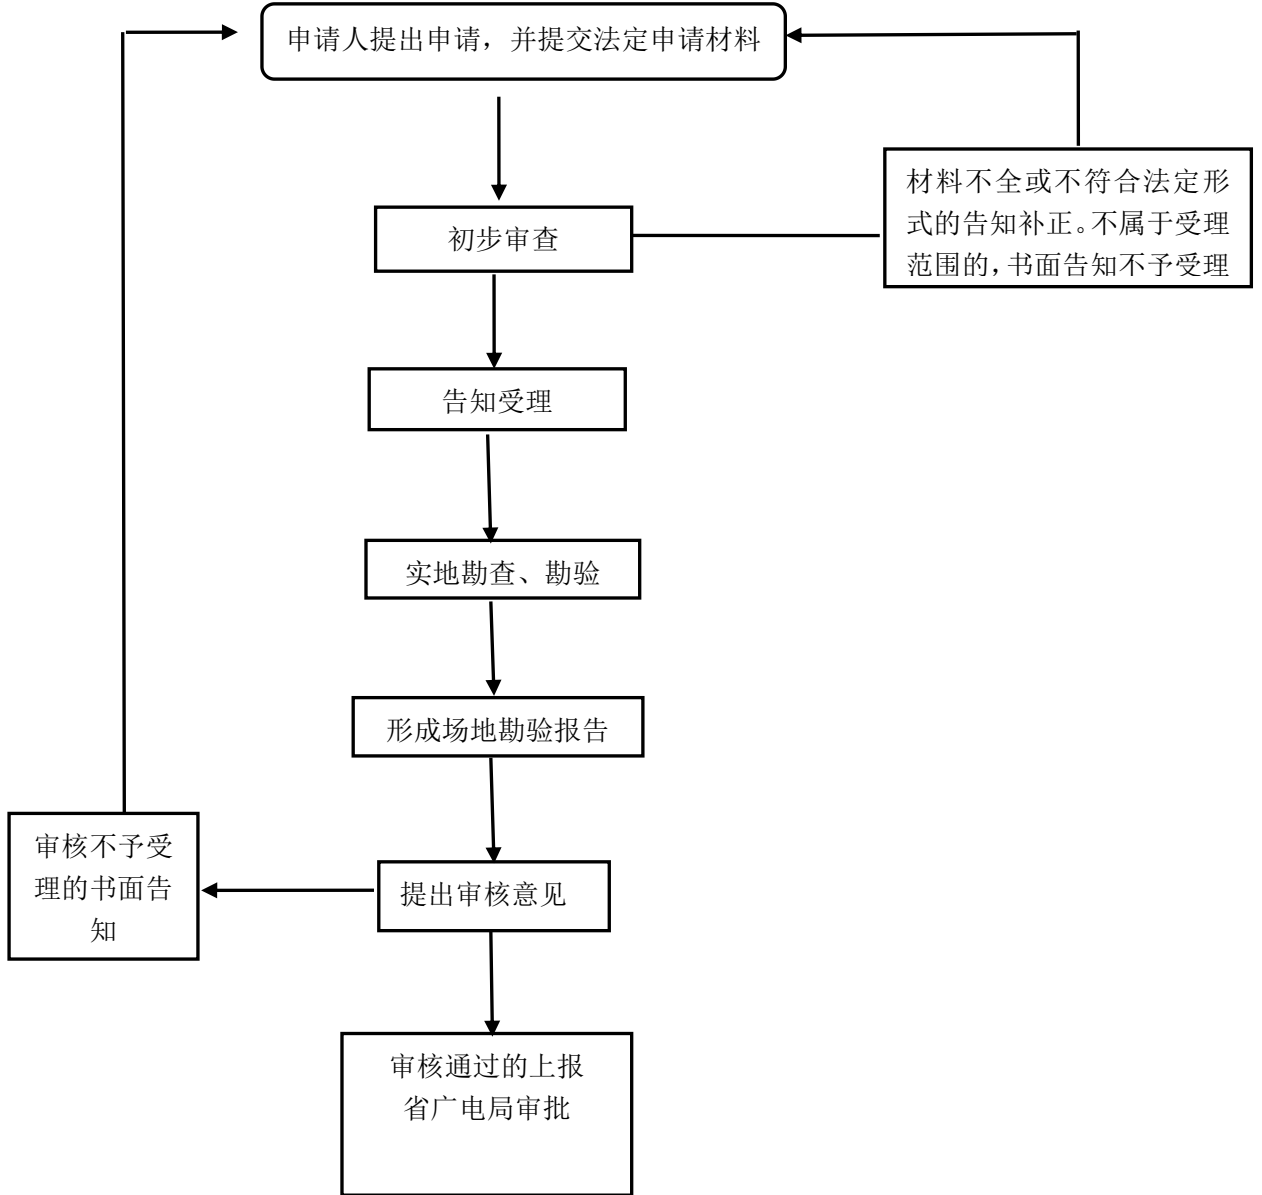 申请人提出申请，并提交法定申请材料
材料不全或不符合法定形
式的告知补正。不属于受理
范围的，书面告知不予受理
初步审查
告知受理
实地勘查、勘验
形成场地勘验报告
审核不予受
理的书面告
知
提出审核意见
审核通过的上报
省广电局审批